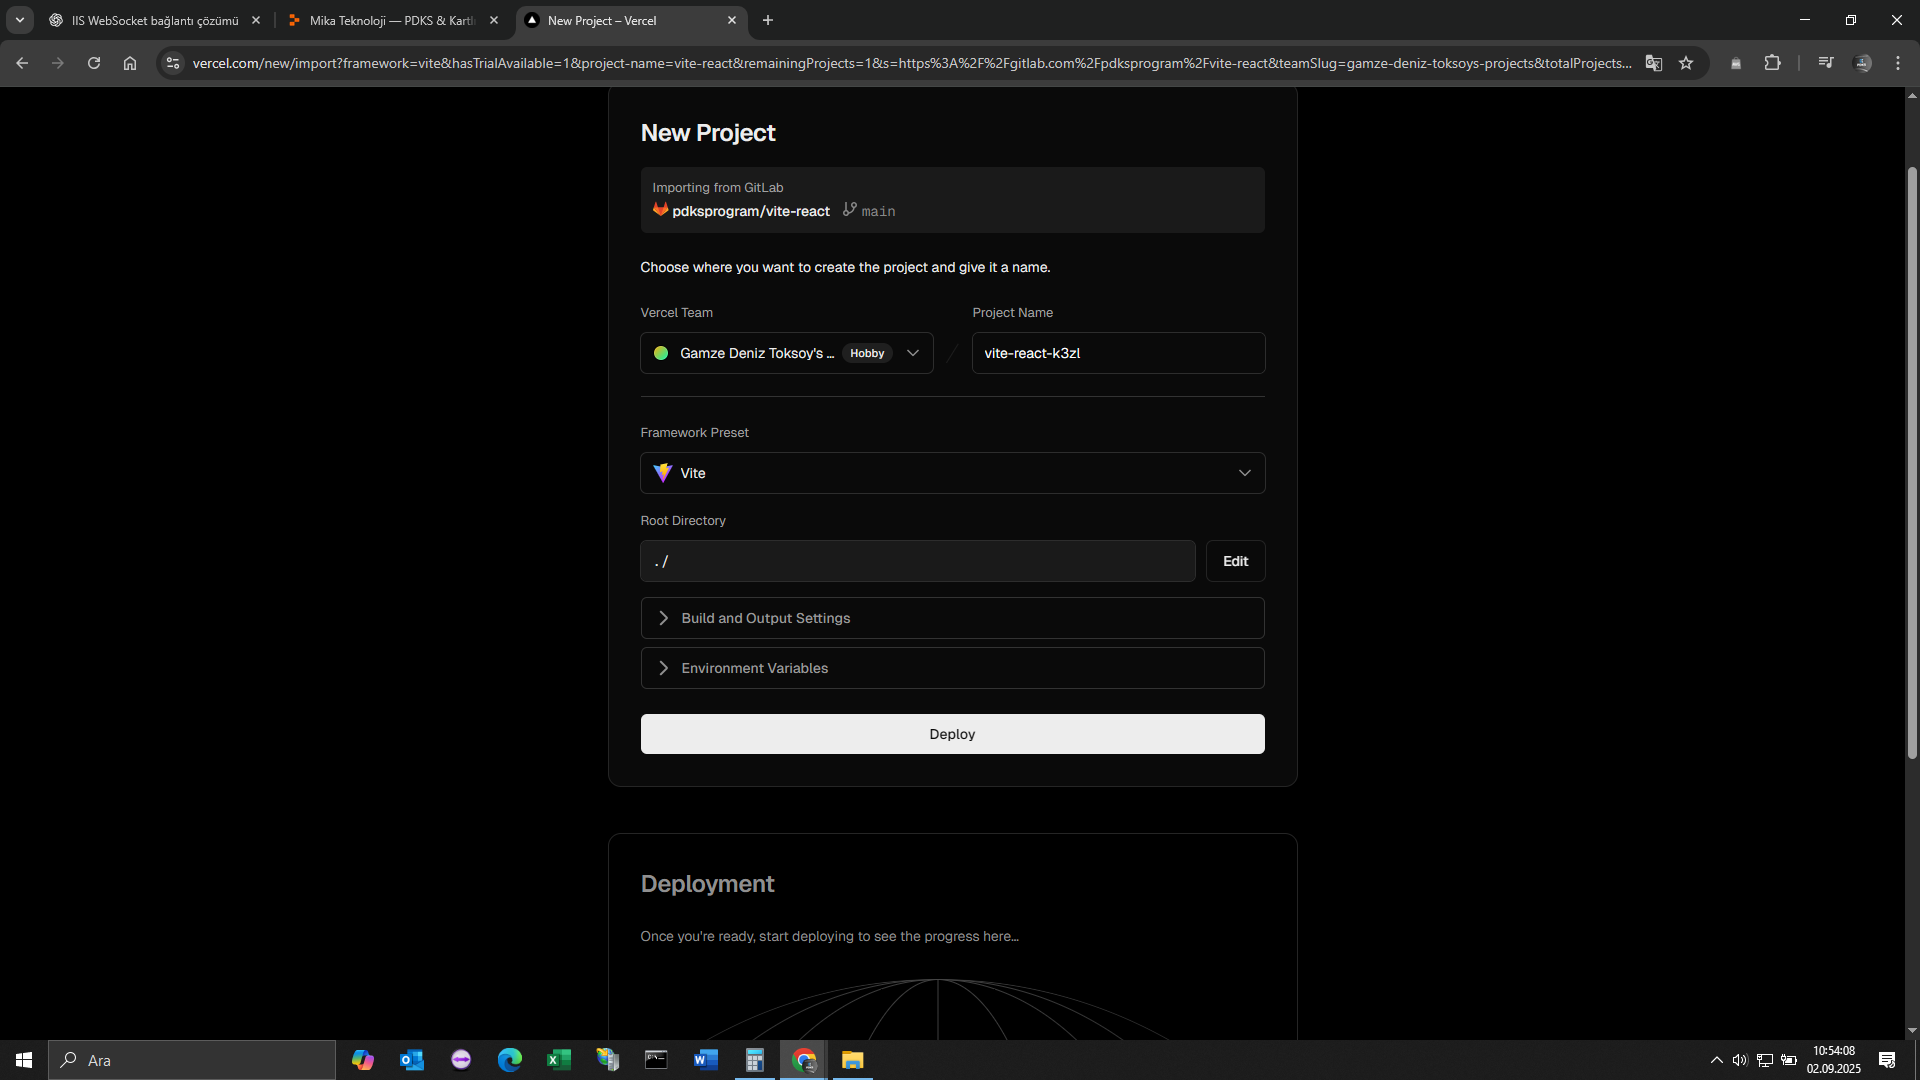 IIS WebSocket bağlantı çözümü
Mika Teknoloji — PDKS & Kartl
New Project – Vercel
vercel.com/new/import?framework=vite&hasTrialAvailable=1&project-name=vite-react&remainingProjects=1&s=https%3A%2F%2Fgitlab.com%2Fpdksprogram%2Fvite-react&teamSlug=gamze-deniz-toksoys-projects&totalProjects...
New Project
Importing from GitLab
pdksprogram/vite-react main
Choose where you want to create the project and give it a name.
Vercel Team
Project Name
Gamze Deniz Toksoy's ... Hobby
vite-react-k3zl
Framework Preset
Vite
Root Directory
./
Edit
Build and Output Settings
Environment Variables
Deploy
Deployment
Once you're ready, start deploying to see the progress here...
Ara
10:54:08
02.09.2025